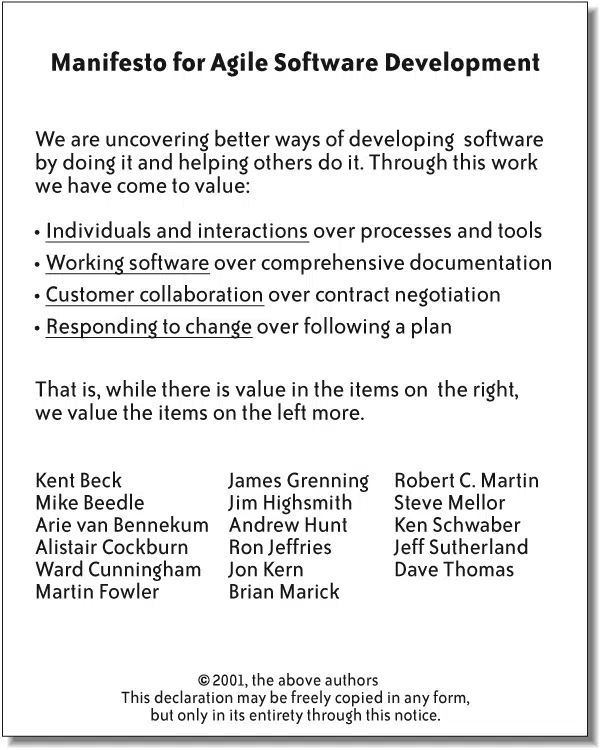 Manifesto for Agile Software Development
We are uncovering better ways of developing software
by doing it and helping others do it. Through this work
we have come to value:
• Individuals and interactions over processes and tools
• Working software over comprehensive documentation
• Customer collaboration over contract negotiation
• Responding to change over following a plan
That is, while there is value in the items on the right,
we value the items on the left more.
Kent Beck
Mike Beedle
Arie van Bennekum
Alistair Cockburn
Ward Cunningham
Martin Fowler
James Grenning
Jim Highsmith
Andrew Hunt
Ron Jeffries
Jon Kern
Brian Marick
Robert C. Martin
Steve Mellor
Ken Schwaber
Jeff Sutherland
Dave Thomas
© 2001, the above authors
This declaration may be freely copied in any form,
but only in its entirety through this notice.